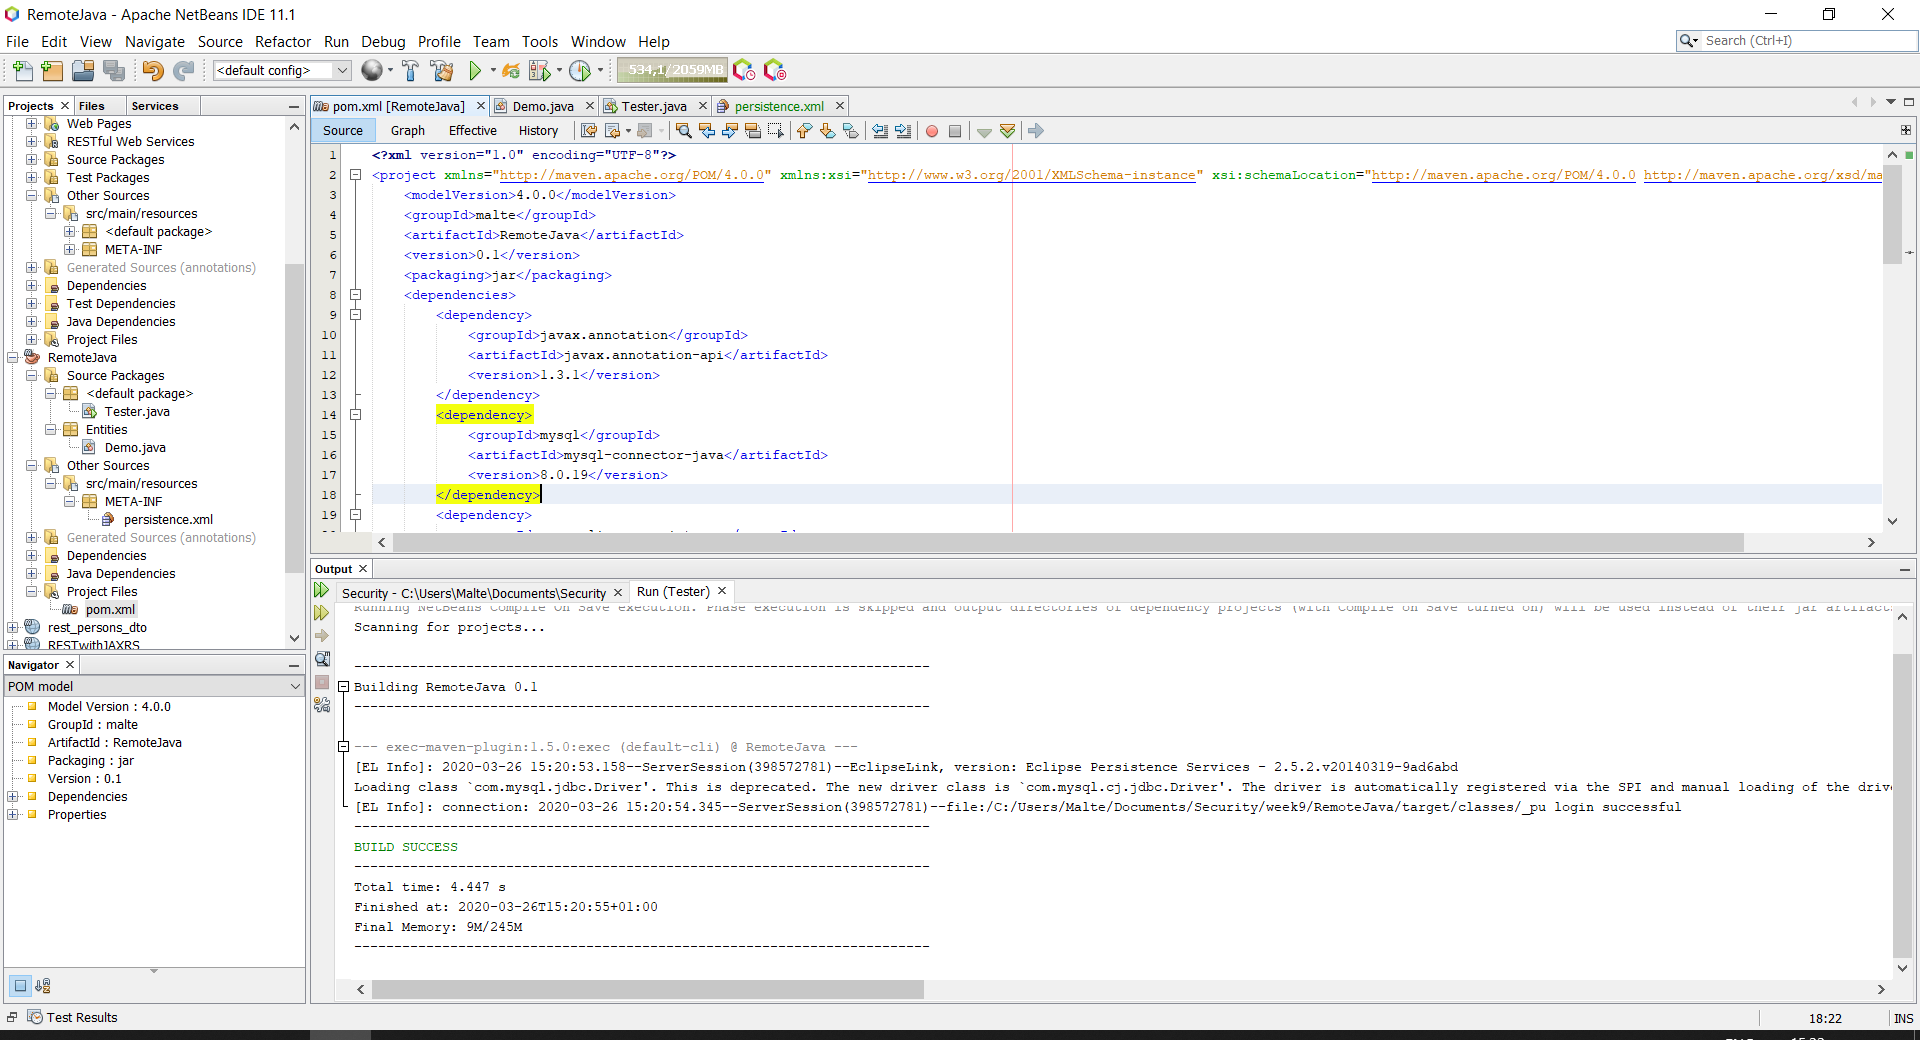 RemoteJava - Apache NetBeans IDE 11.1
File Edit View Navigate Source Refactor Run Debug Profile Team Tools Window Help
Search (Ctrl+I)
<default config>
534,1/2059MB
Projects Files Services
Web Pages
RESTful Web Services
Source Packages
Test Packages
Other Sources
src/main/resources
<default package>
META-INF
Generated Sources (annotations)
Dependencies
Test Dependencies
Java Dependencies
Project Files
RemoteJava
Source Packages
<default package>
Tester.java
Entities
Demo.java
Other Sources
src/main/resources
META-INF
persistence.xml
Generated Sources (annotations)
Dependencies
Java Dependencies
Project Files
pom.xml
rest_persons_dto
RESTwithJAXRS
Navigator
POM model
Model Version : 4.0.0
GroupId : malte
ArtifactId : RemoteJava
Packaging : jar
Version : 0.1
Dependencies
Properties
pom.xml [RemoteJava] Demo.java Tester.java persistence.xml
Source Graph Effective History
1 <?xml version="1.0" encoding="UTF-8"?>
2 <project xmlns="http://maven.apache.org/POM/4.0.0" xmlns:xsi="http://www.w3.org/2001/XMLSchema-instance" xsi:schemaLocation="http://maven.apache.org/POM/4.0.0 http://maven.apache.org/xsd/ma
3 <modelVersion>4.0.0</modelVersion>
4 <groupId>malte</groupId>
5 <artifactId>RemoteJava</artifactId>
6 <version>0.1</version>
7 <packaging>jar</packaging>
8 <dependencies>
9 <dependency>
10 <groupId>javax.annotation</groupId>
11 <artifactId>javax.annotation-api</artifactId>
12 <version>1.3.1</version>
13 </dependency>
14 <dependency>
15 <groupId>mysql</groupId>
16 <artifactId>mysql-connector-java</artifactId>
17 <version>8.0.19</version>
18 </dependency>
19 <dependency>
Output
Security - C:\Users\Malte\Documents\Security Run (Tester)
Running NetBeans Compile On Save execution. Phase execution is skipped and output directories of dependency projects (with Compile on Save turned on) will be used instead of their jar artifacts
Scanning for projects...
------------------------------------------------------------------------
Building RemoteJava 0.1
------------------------------------------------------------------------
--- exec-maven-plugin:1.5.0:exec (default-cli) @ RemoteJava ---
[EL Info]: 2020-03-26 15:20:53.158--ServerSession(398572781)--EclipseLink, version: Eclipse Persistence Services - 2.5.2.v20140319-9ad6abd
Loading class `com.mysql.jdbc.Driver'. This is deprecated. The new driver class is `com.mysql.cj.jdbc.Driver'. The driver is automatically registered via the SPI and manual loading of the drive
[EL Info]: connection: 2020-03-26 15:20:54.345--ServerSession(398572781)--file:/C:/Users/Malte/Documents/Security/week9/RemoteJava/target/classes/_pu login successful
------------------------------------------------------------------------
BUILD SUCCESS
------------------------------------------------------------------------
Total time: 4.447 s
Finished at: 2020-03-26T15:20:55+01:00
Final Memory: 9M/245M
------------------------------------------------------------------------
Test Results
18:22 INS